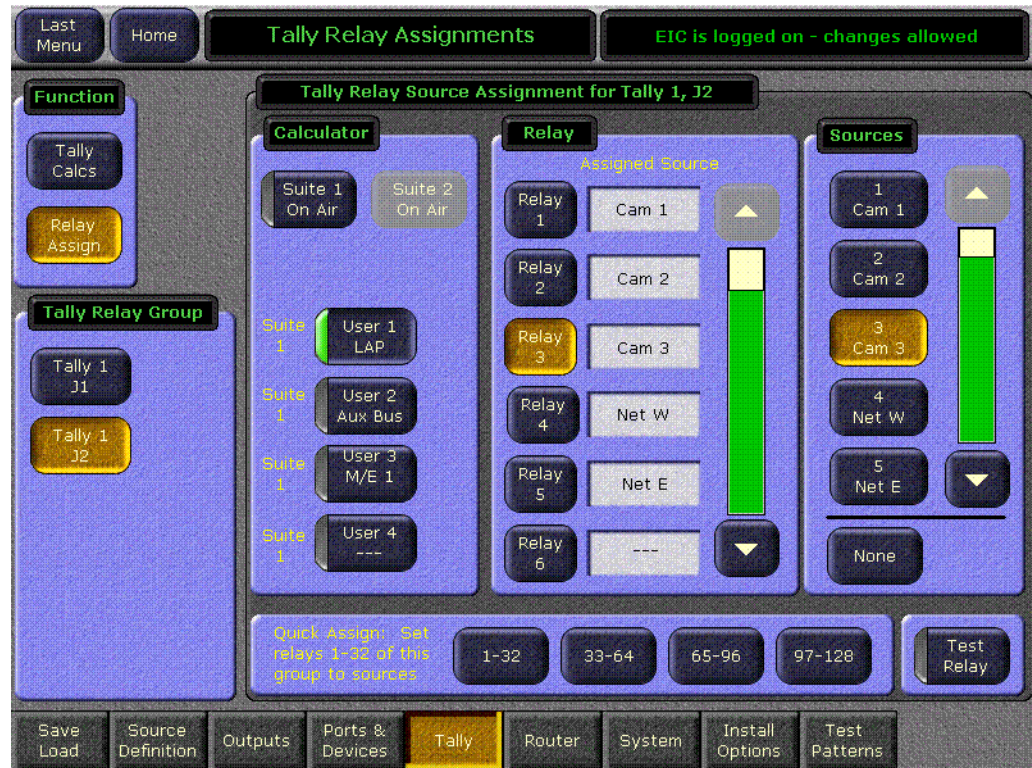 Last
Menu
Home
Tally Relay Assignments
EIC is logged on - changes allowed
Function
Tally
Calcs
Relay
Assign
Tally Relay Group
Tally 1
J1
Tally 1
J2
Tally Relay Source Assignment for Tally 1, J2
Calculator
Suite 1
On Air
Suite 2
On Air
Suite
1
User 1
LAP
Suite
1
User 2
Aux Bus
Suite
1
User 3
M/E 1
Suite
1
User 4
---
Relay
Assigned Source
Relay
1
Cam 1
Relay
2
Cam 2
Relay
3
Cam 3
Relay
4
Net W
Relay
5
Net E
Relay
6
---
Sources
1
Cam 1
2
Cam 2
3
Cam 3
4
Net W
5
Net E
None
Quick Assign: Set
relays 1-32 of this
group to sources
1-32
33-64
65-96
97-128
Test
Relay
Save
Load
Source
Definition
Outputs
Ports &
Devices
Tally
Router
System
Install
Options
Test
Patterns